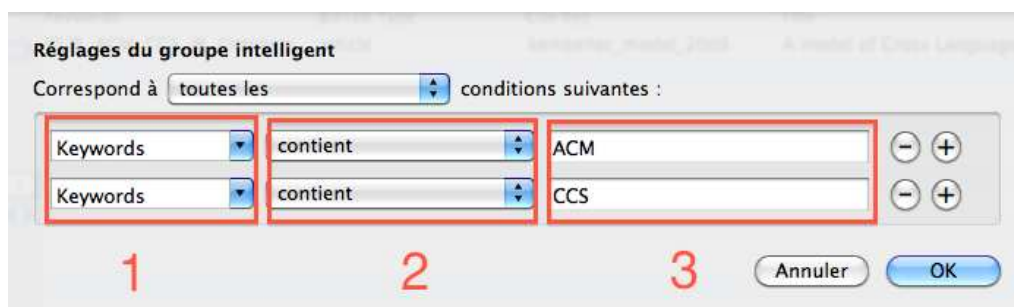 Réglages du groupe intelligent
Correspond à toutes les conditions suivantes :
Keywords contient ACM
Keywords contient CCS
1 2 3
Annuler OK